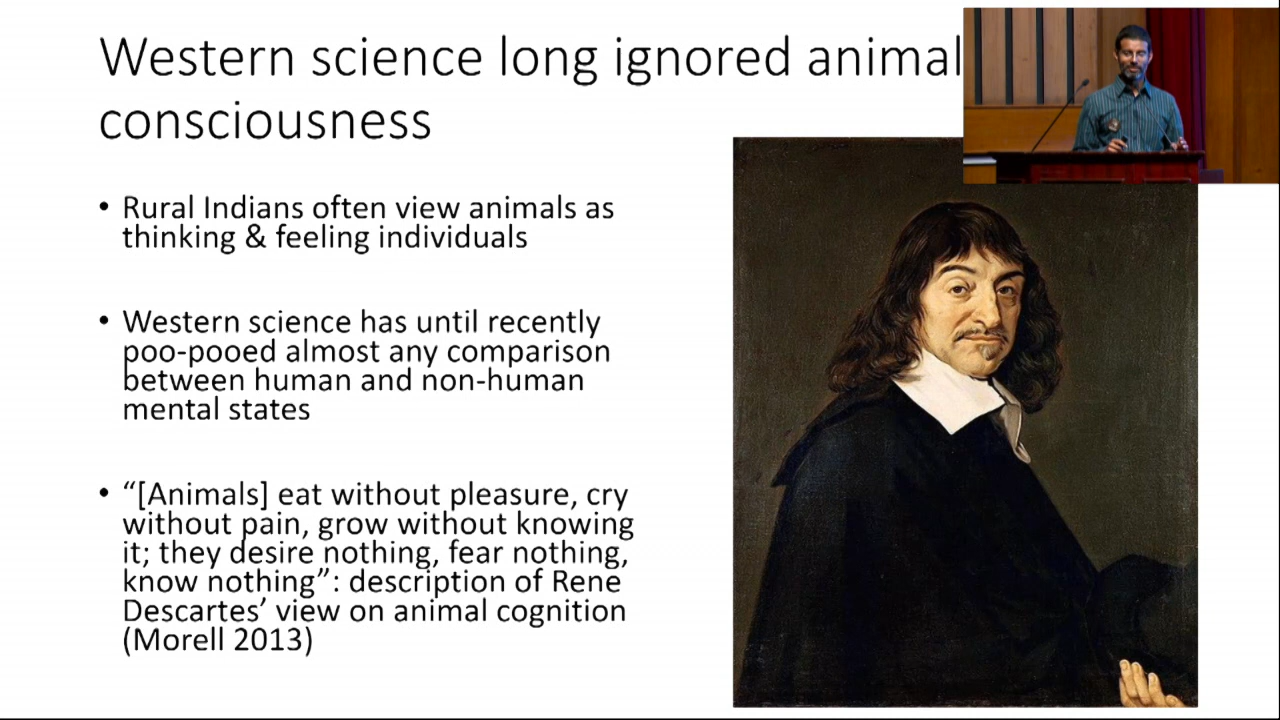 Western science long ignored animal
consciousness
• Rural Indians often view animals as
thinking & feeling individuals
• Western science has until recently
poo-pooed almost any comparison
between human and non-human
mental states
• “[Animals] eat without pleasure, cry
without pain, grow without knowing
it; they desire nothing, fear nothing,
know nothing”: description of Rene
Descartes’ view on animal cognition
(Morell 2013)